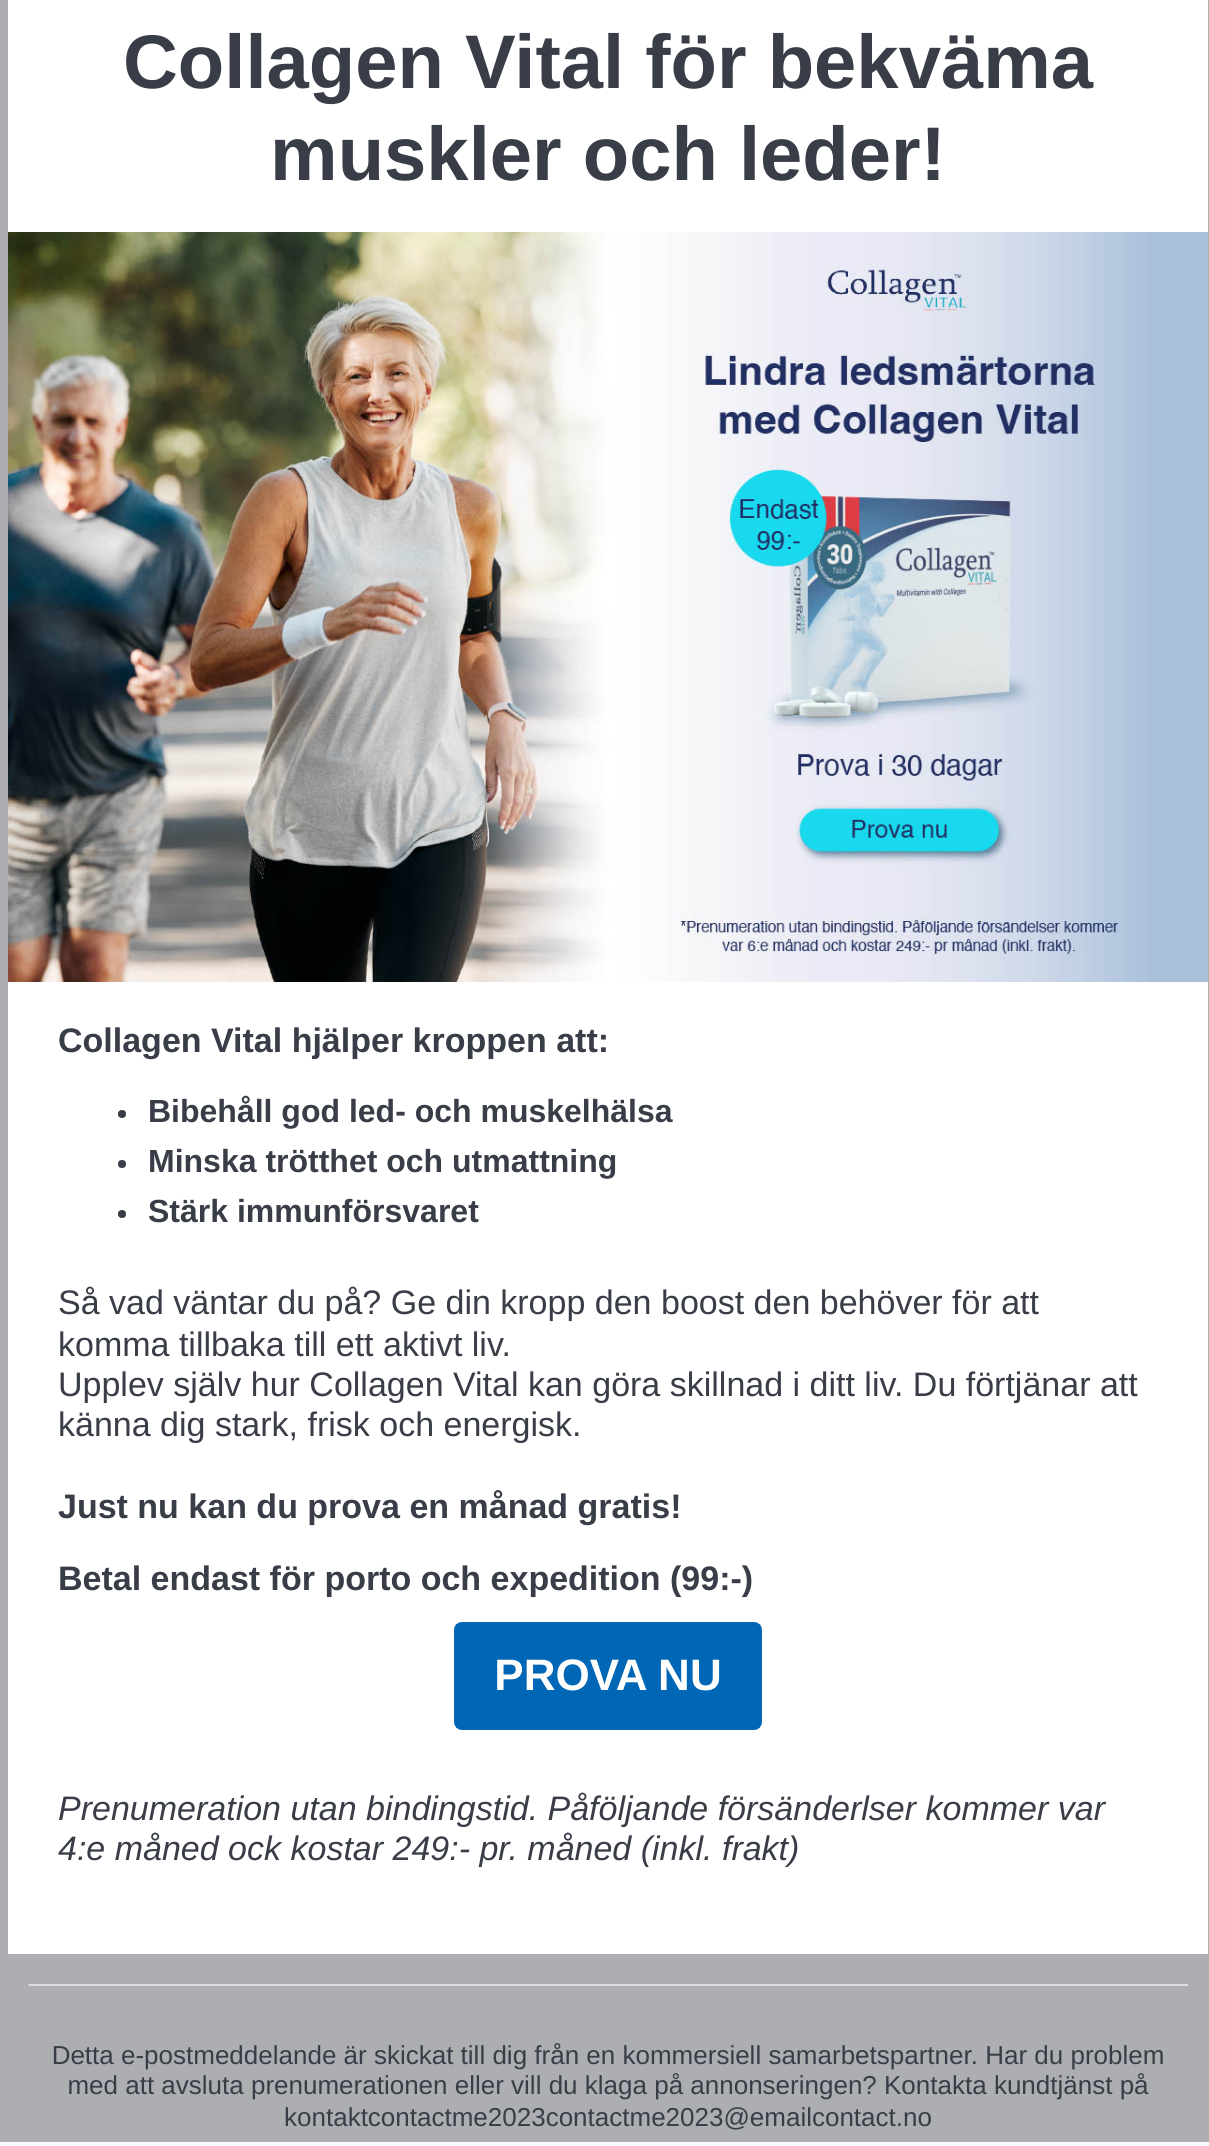 Collagen Vital för bekväma
muskler och leder!
Collagen™
VITAL
Lindra ledsmärtorna
med Collagen Vital
Endast
99:-
30
Tabs
Collagen™
VITAL
Multivitamin with Collagen
Collagen
VITAL
Prova i 30 dagar
Prova nu
*Prenumeration utan bindingstid. Påföljande försändelser kommer
var 6:e månad och kostar 249:- pr månad (inkl. frakt).
Collagen Vital hjälper kroppen att:
• Bibehåll god led- och muskelhälsa
• Minska trötthet och utmattning
• Stärk immunförsvaret
Så vad väntar du på? Ge din kropp den boost den behöver för att
komma tillbaka till ett aktivt liv.
Upplev själv hur Collagen Vital kan göra skillnad i ditt liv. Du förtjänar att
känna dig stark, frisk och energisk.
Just nu kan du prova en månad gratis!
Betal endast för porto och expedition (99:-)
PROVA NU
Prenumeration utan bindingstid. Påföljande försänderlser kommer var
4:e måned ock kostar 249:- pr. måned (inkl. frakt)
Detta e-postmeddelande är skickat till dig från en kommersiell samarbetspartner. Har du problem
med att avsluta prenumerationen eller vill du klaga på annonseringen? Kontakta kundtjänst på
kontaktcontactme2023contactme2023@emailcontact.no